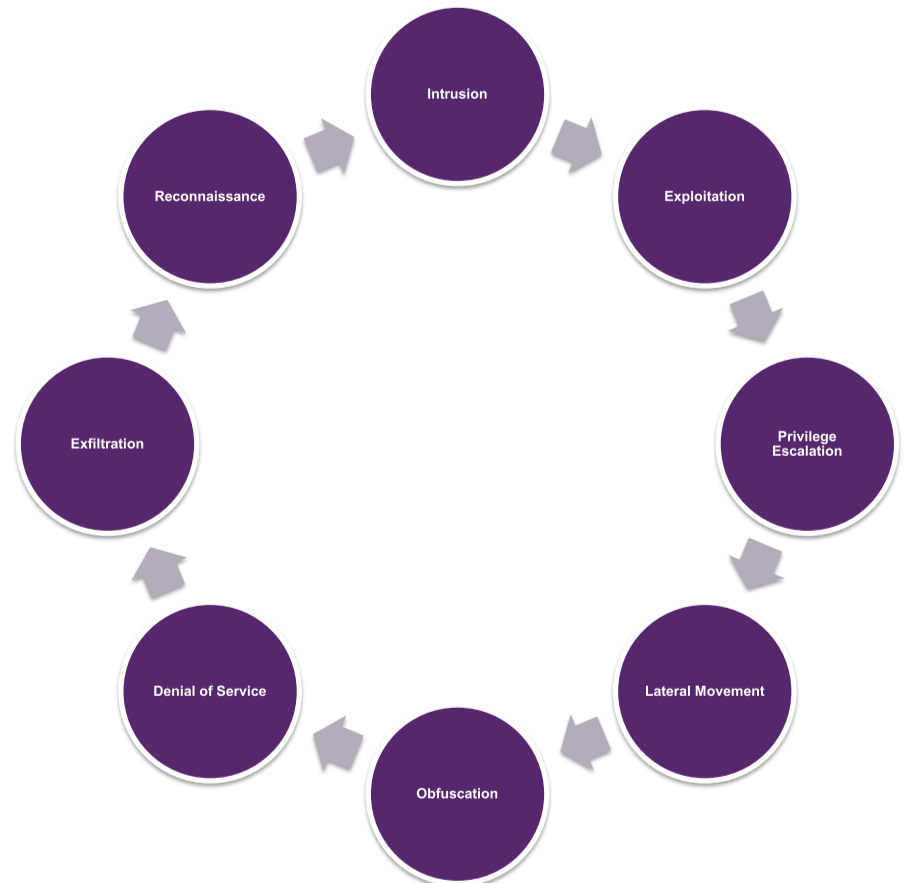 Intrusion
Reconnaissance
Exploitation
Exfiltration
Privilege
Escalation
Denial of Service
Lateral Movement
Obfuscation